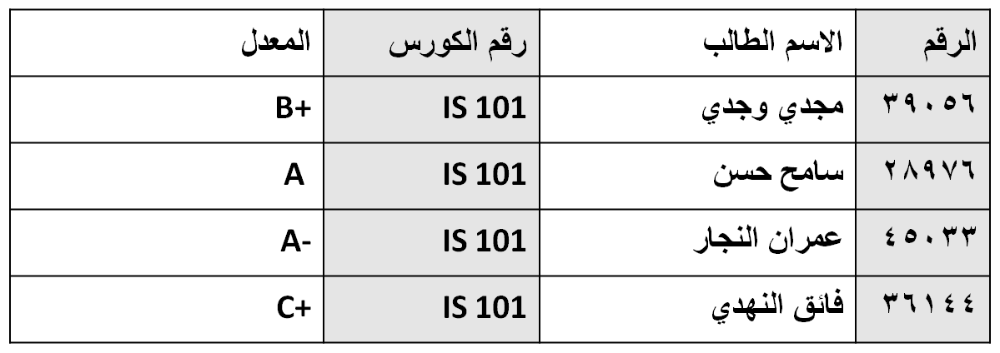 الرقم الاسم الطالب رقم الكورس المعدل
٣٩٠٥٦ مجدي وجدي IS 101 B+
٢٨٩٧٦ سامح حسن IS 101 A
٤٥٠٣٣ عمران النجار IS 101 A-
٣٦١٤٤ فائق النهدي IS 101 C+